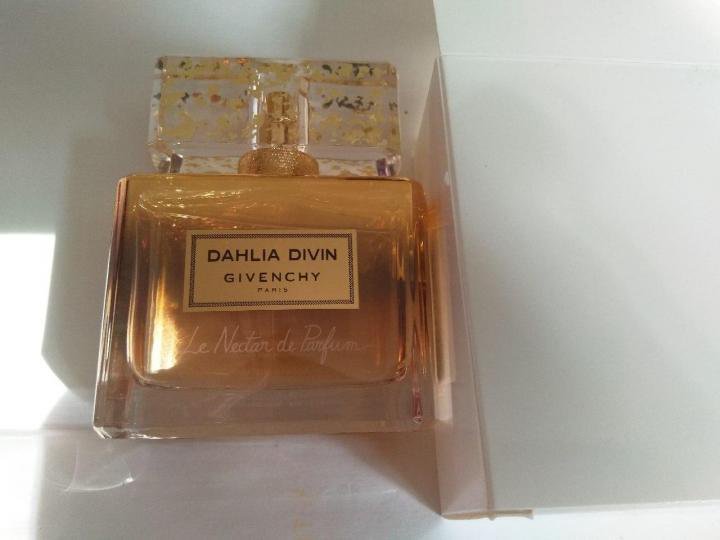 DAHLIA DIVIN
GIVENCHY
PARIS
Le Nectar de Parfum